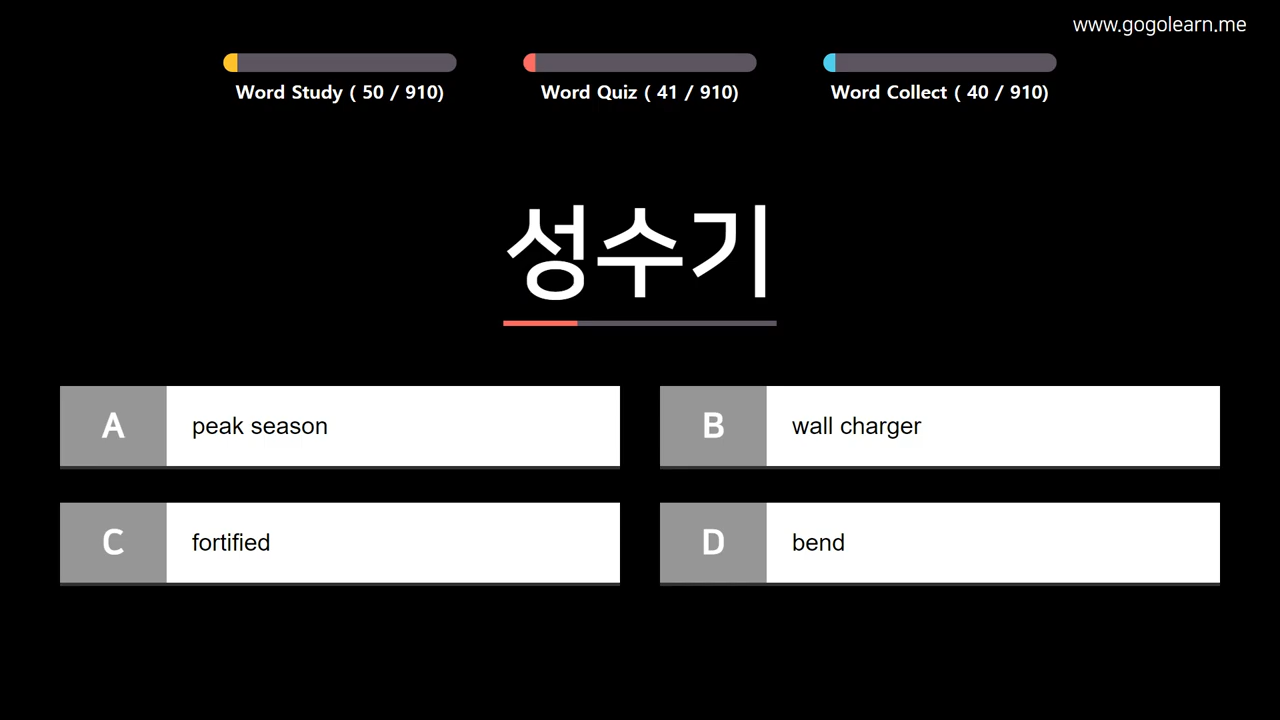 www.gogolearn.me
Word Study ( 50 / 910)
Word Quiz ( 41 / 910)
Word Collect ( 40 / 910)
성수기
A peak season
B wall charger
C fortified
D bend